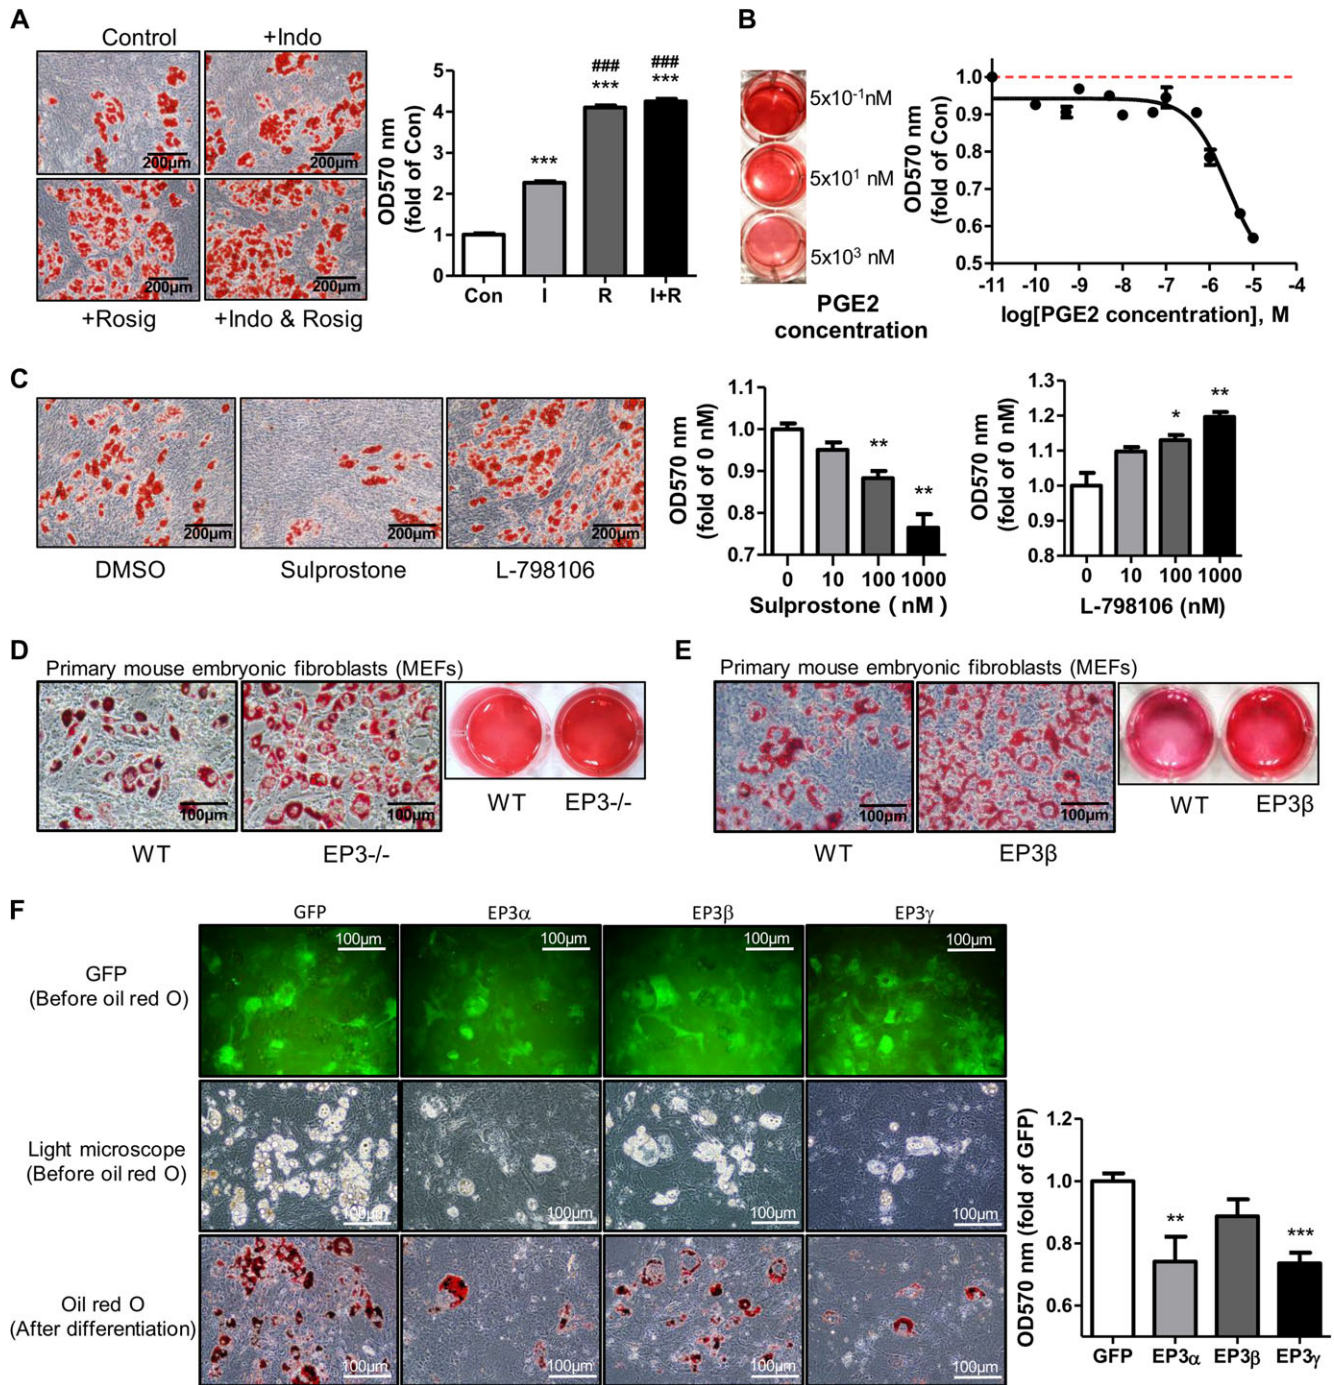 A
Control
+Indo
200µm
200µm
200µm
200µm
+Rosig
+Indo & Rosig
OD570 nm
(fold of Con)
5
4
3
2
1
0
***
###
***
###
***
Con
I
R
I+R
B
5x10⁻¹nM
5x10¹ nM
5x10³ nM
PGE2
concentration
OD570 nm
(fold of Con)
1.0
0.9
0.8
0.7
0.6
0.5
-11
-10
-9
-8
-7
-6
-5
-4
log[PGE2 concentration], M
C
200µm
200µm
200µm
DMSO
Sulprostone
L-798106
OD570 nm
(fold of 0 nM)
1.1
1.0
0.9
0.8
0.7
**
**
0
10
100
1000
Sulprostone ( nM )
OD570 nm
(fold of 0 nM)
1.3
1.2
1.1
1.0
0.9
0.8
*
**
0
10
100
1000
L-798106 (nM)
D
Primary mouse embryonic fibroblasts (MEFs)
100µm
100µm
WT
EP3-/-
WT
EP3-/-
E
Primary mouse embryonic fibroblasts (MEFs)
100µm
100µm
WT
EP3β
WT
EP3β
F
GFP
EP3α
EP3β
EP3γ
GFP
(Before oil red O)
100µm
100µm
100µm
100µm
Light microscope
(Before oil red O)
100µm
100µm
100µm
100µm
Oil red O
(After differentiation)
100µm
100µm
100µm
100µm
OD570 nm (fold of GFP)
1.2
1.0
0.8
0.6
**
***
GFP
EP3α
EP3β
EP3γ